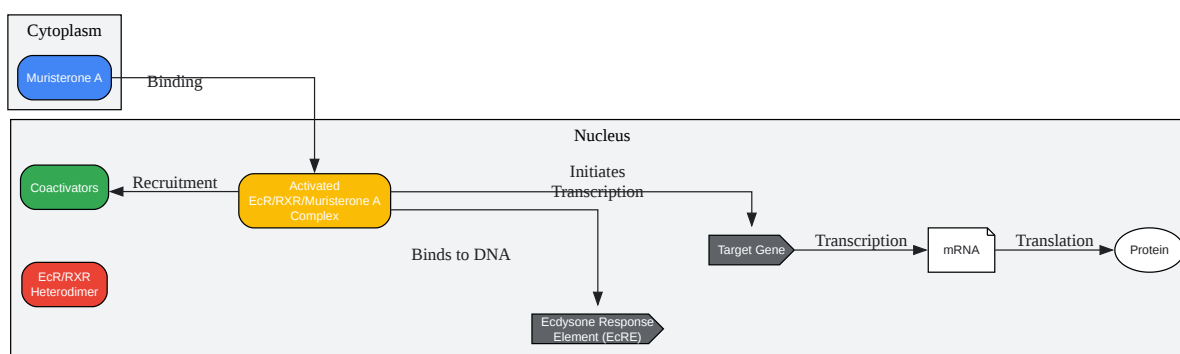 Cytoplasm
Muristerone A
Binding
Nucleus
Coactivators
Recruitment
Activated
EcR/RXR/Muristerone A
Complex
Initiates
Transcription
Binds to DNA
Target Gene
Transcription
mRNA
Translation
Protein
EcR/RXR
Heterodimer
Ecdysone Response
Element (EcRE)